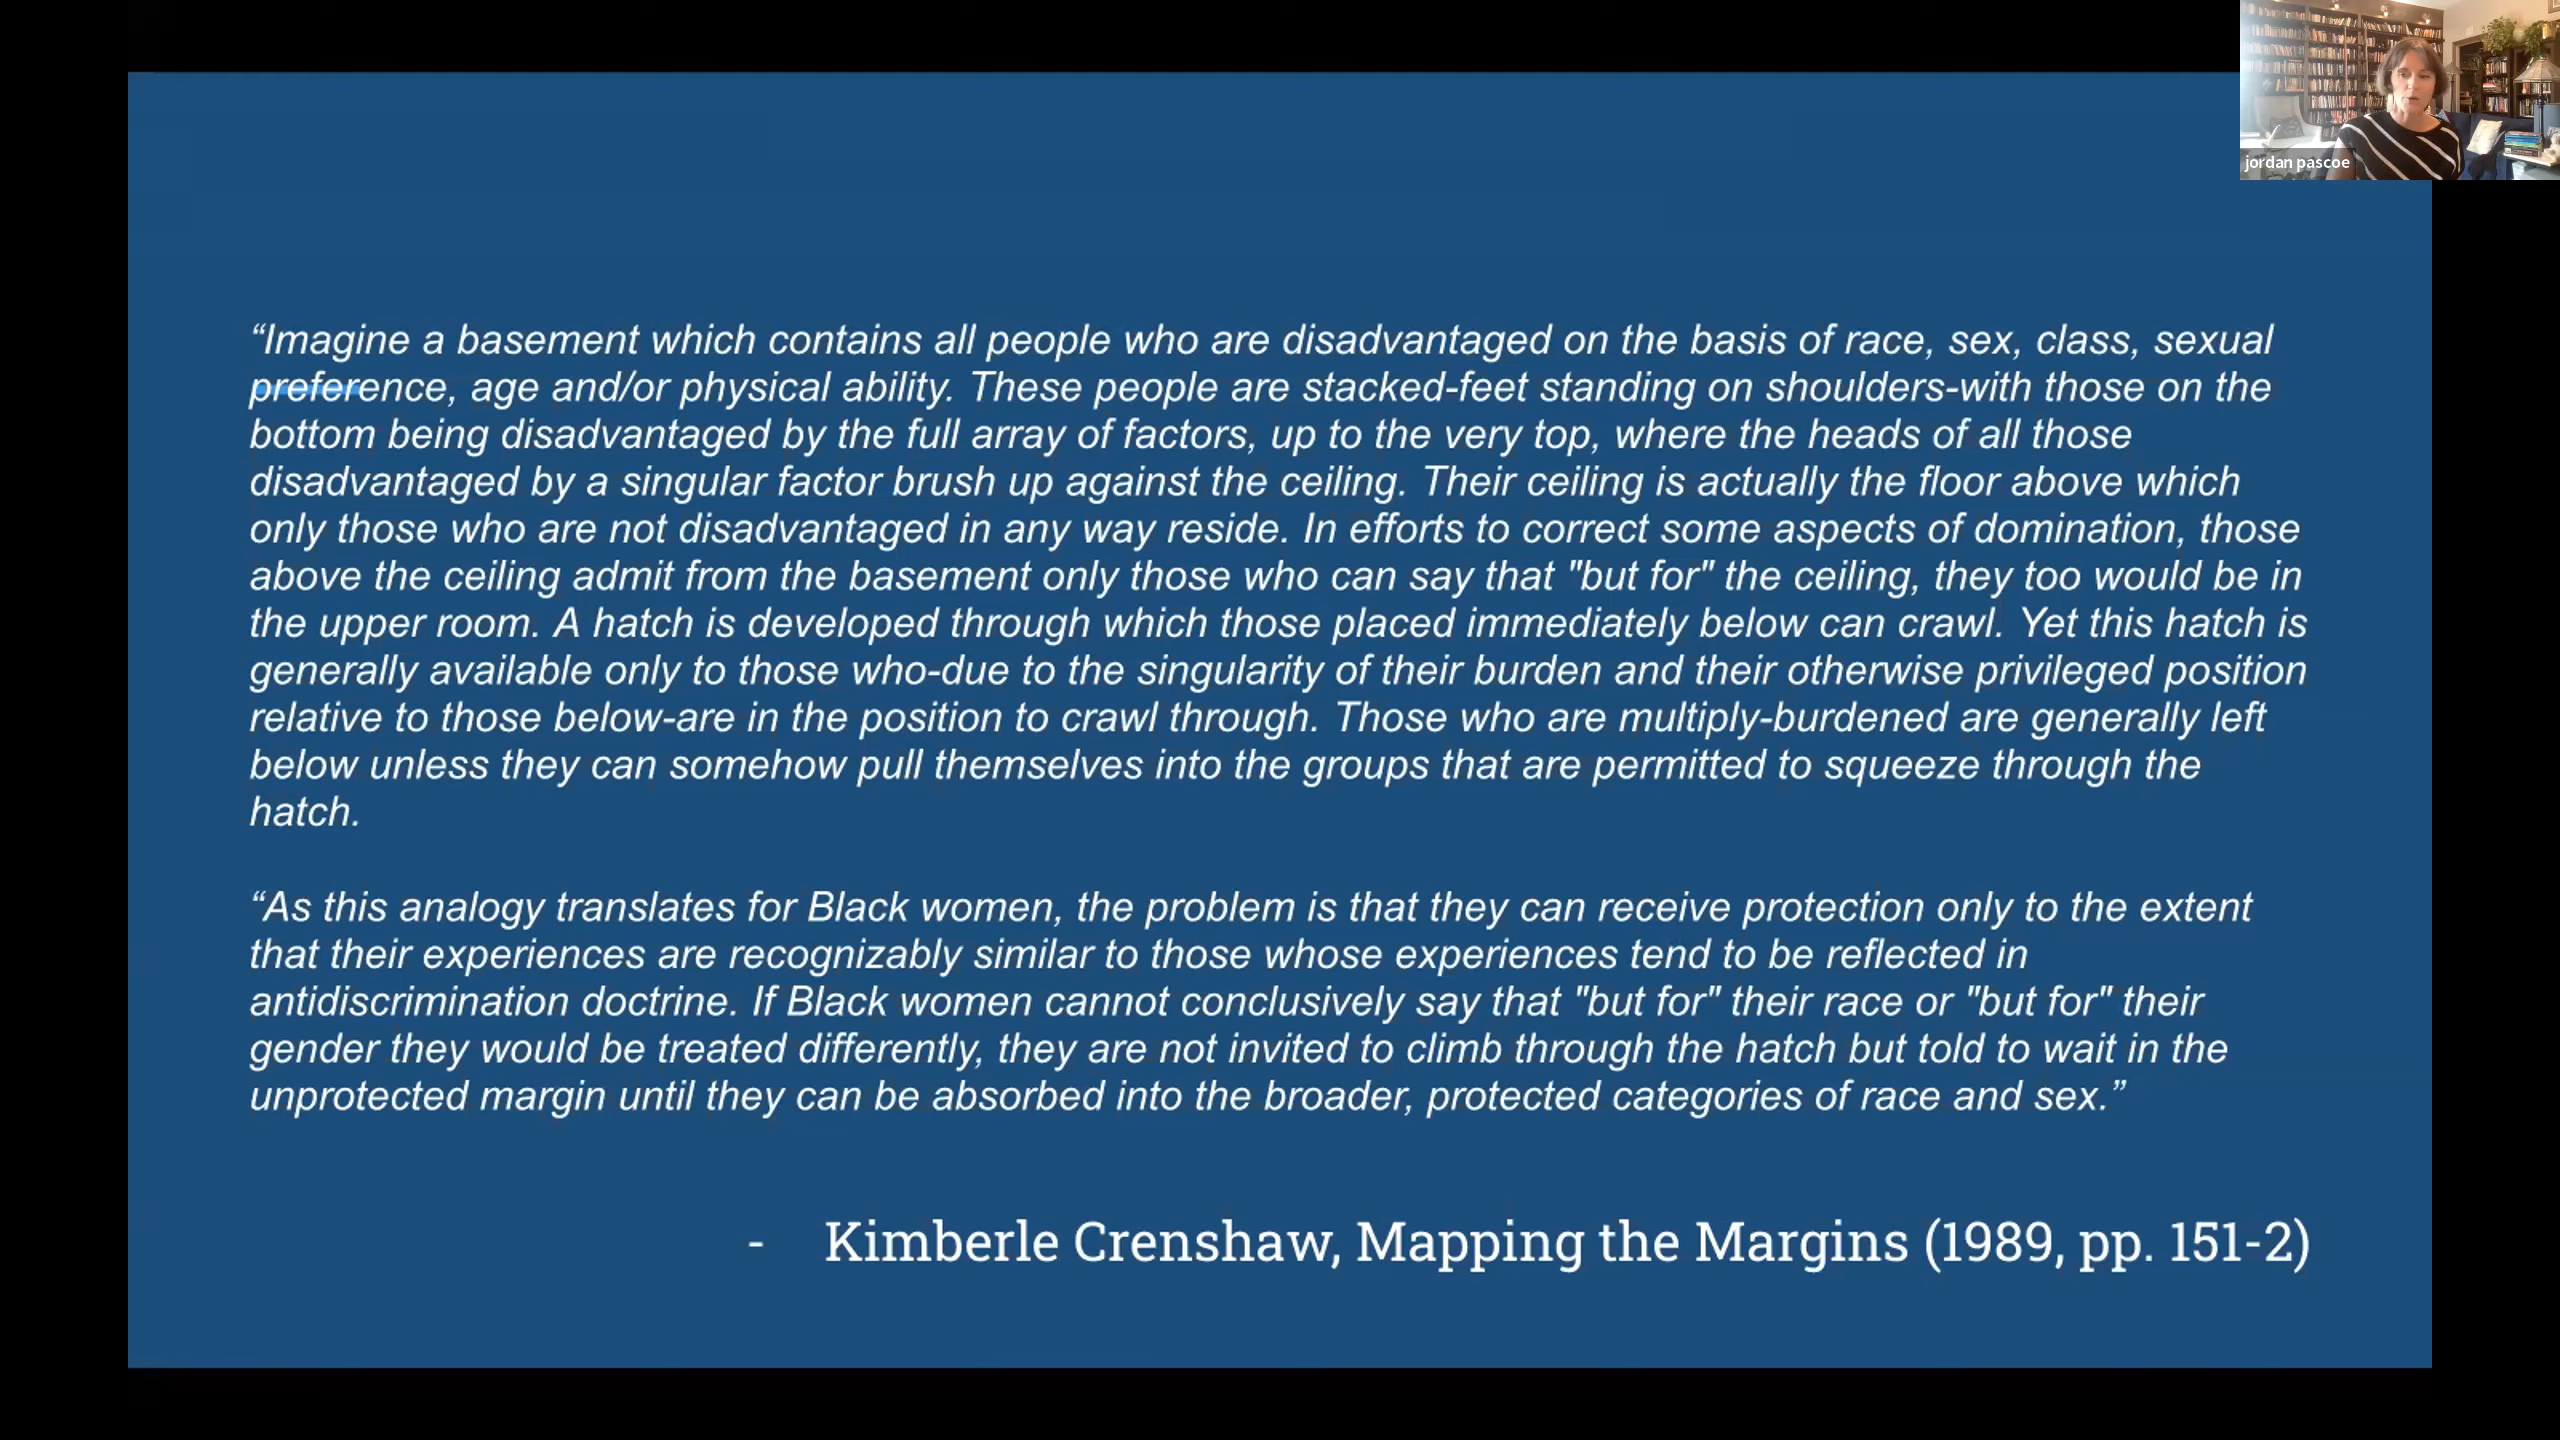 jordan pascoe
“Imagine a basement which contains all people who are disadvantaged on the basis of race, sex, class, sexual
preference, age and/or physical ability. These people are stacked-feet standing on shoulders-with those on the
bottom being disadvantaged by the full array of factors, up to the very top, where the heads of all those
disadvantaged by a singular factor brush up against the ceiling. Their ceiling is actually the floor above which
only those who are not disadvantaged in any way reside. In efforts to correct some aspects of domination, those
above the ceiling admit from the basement only those who can say that "but for" the ceiling, they too would be in
the upper room. A hatch is developed through which those placed immediately below can crawl. Yet this hatch is
generally available only to those who-due to the singularity of their burden and their otherwise privileged position
relative to those below-are in the position to crawl through. Those who are multiply-burdened are generally left
below unless they can somehow pull themselves into the groups that are permitted to squeeze through the
hatch.
“As this analogy translates for Black women, the problem is that they can receive protection only to the extent
that their experiences are recognizably similar to those whose experiences tend to be reflected in
antidiscrimination doctrine. If Black women cannot conclusively say that "but for" their race or "but for" their
gender they would be treated differently, they are not invited to climb through the hatch but told to wait in the
unprotected margin until they can be absorbed into the broader, protected categories of race and sex.”
- Kimberle Crenshaw, Mapping the Margins (1989, pp. 151-2)